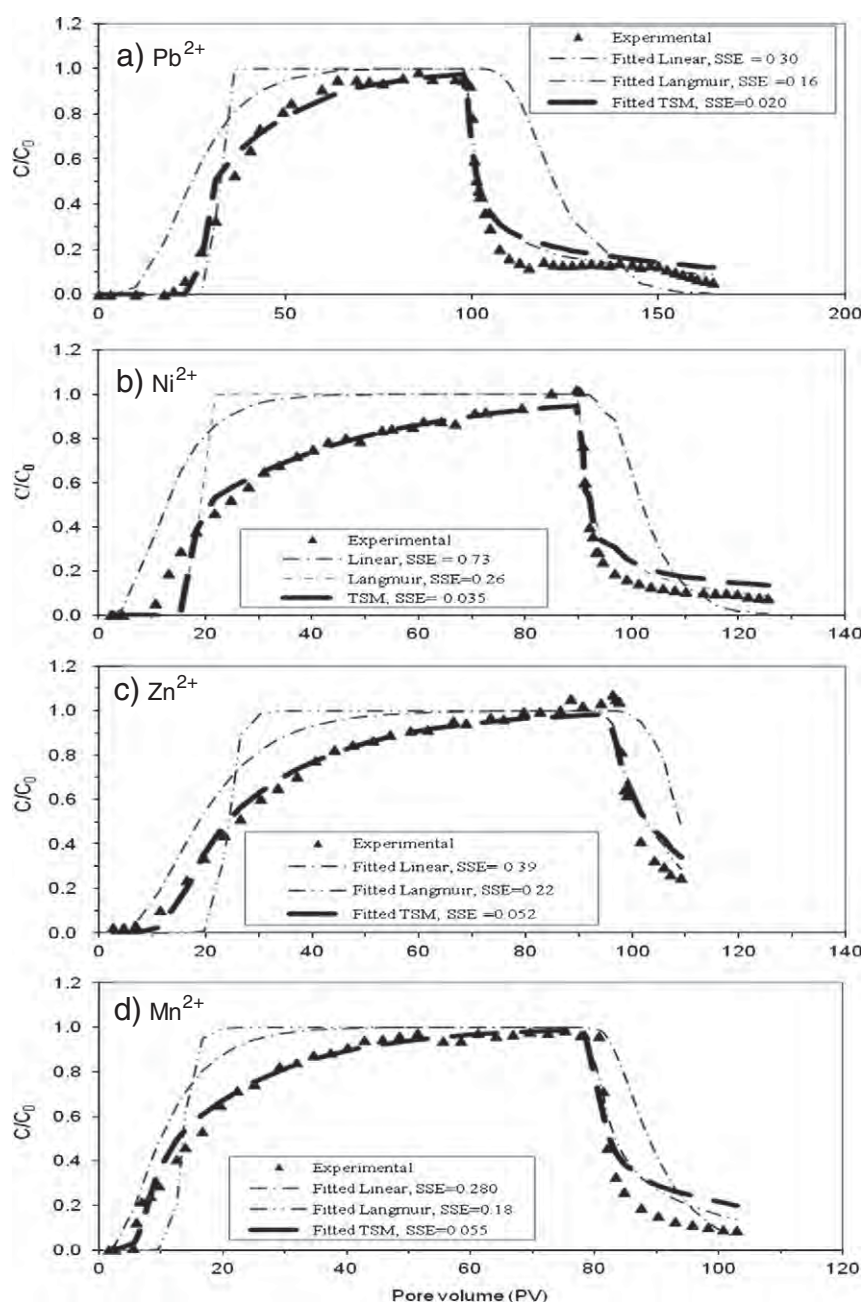 a) Pb2+
1.2
1.0
0.8
0.6
0.4
0.2
0.0
C/C0
Experimental
Fitted Linear, SSE = 0.30
Fitted Langmuir, SSE =0.16
Fitted TSM, SSE=0.020
0 50 100 150 200
b) Ni2+
1.2
1.0
0.8
0.6
0.4
0.2
0.0
C/C0
Experimental
Linear, SSE = 0.73
Langmuir, SSE=0.26
TSM, SSE= 0.035
0 20 40 60 80 100 120 140
c) Zn2+
1.2
1.0
0.8
0.6
0.4
0.2
0.0
C/C0
Experimental
Fitted Linear, SSE= 0.39
Fitted Langmuir, SSE=0.22
Fitted TSM, SSE =0.052
0 20 40 60 80 100 120 140
d) Mn2+
1.2
1.0
0.8
0.6
0.4
0.2
0.0
C/C0
Experimental
Fitted Linear, SSE=0.280
Fitted Langmuir, SSE=0.18
Fitted TSM, SSE=0.055
0 20 40 60 80 100 120
Pore volume (PV)